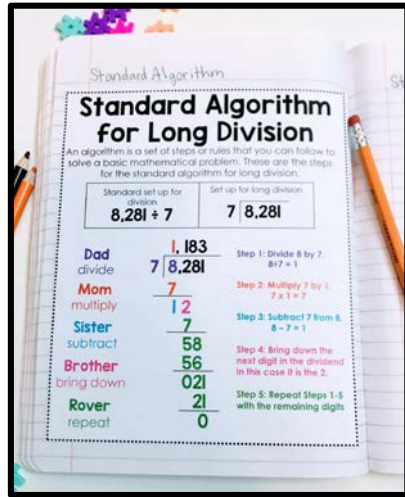 Standard Algorithm
St
Standard Algorithm
for Long Division
An algorithm is a set of steps or rules that you can follow to
solve a basic mathematical problem. These are the steps
for the standard algorithm for long division.
Standard set up for
division
8,281 ÷ 7
Set up for long division
7 8,281
Dad
divide
Mom
multiply
Sister
subtract
Brother
bring down
Rover
repeat
1,183
7 8,281
7
1 2
7
58
56
021
21
0
Step 1: Divide 8 by 7.
8÷7 = 1
Step 2: Multiply 7 by 1.
7 x 1 = 7
Step 3: Subtract 7 from 8.
8 - 7 = 1
Step 4: Bring down the
next digit in the dividend
in this case it is the 2.
Step 5: Repeat Steps 1-5
with the remaining digits